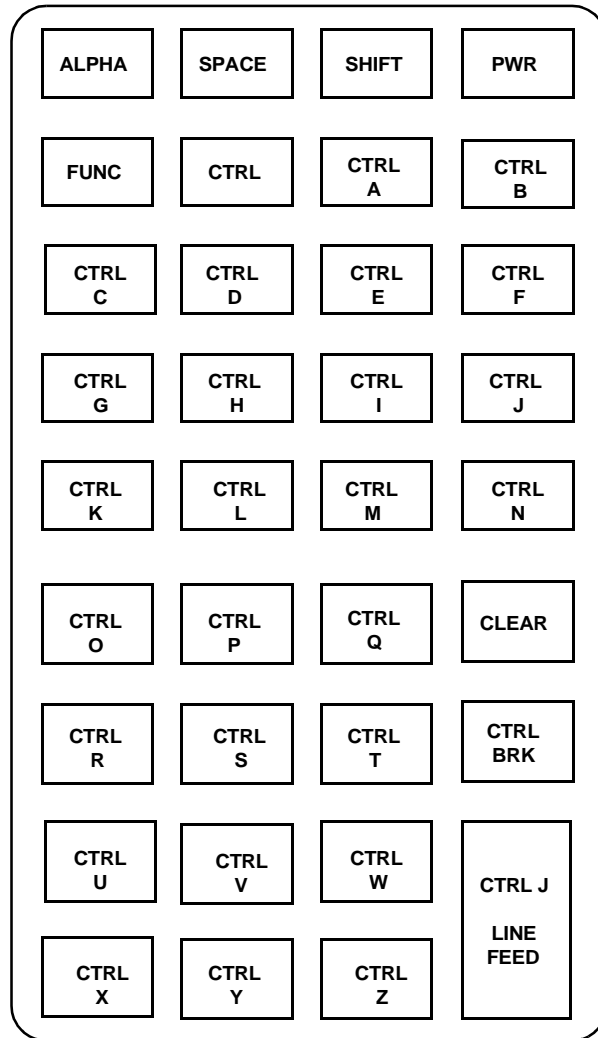 ALPHA SPACE SHIFT PWR
FUNC CTRL CTRL A CTRL B
CTRL C CTRL D CTRL E CTRL F
CTRL G CTRL H CTRL I CTRL J
CTRL K CTRL L CTRL M CTRL N
CTRL O CTRL P CTRL Q CLEAR
CTRL R CTRL S CTRL T CTRL BRK
CTRL U CTRL V CTRL W CTRL J
LINE
FEED
CTRL X CTRL Y CTRL Z